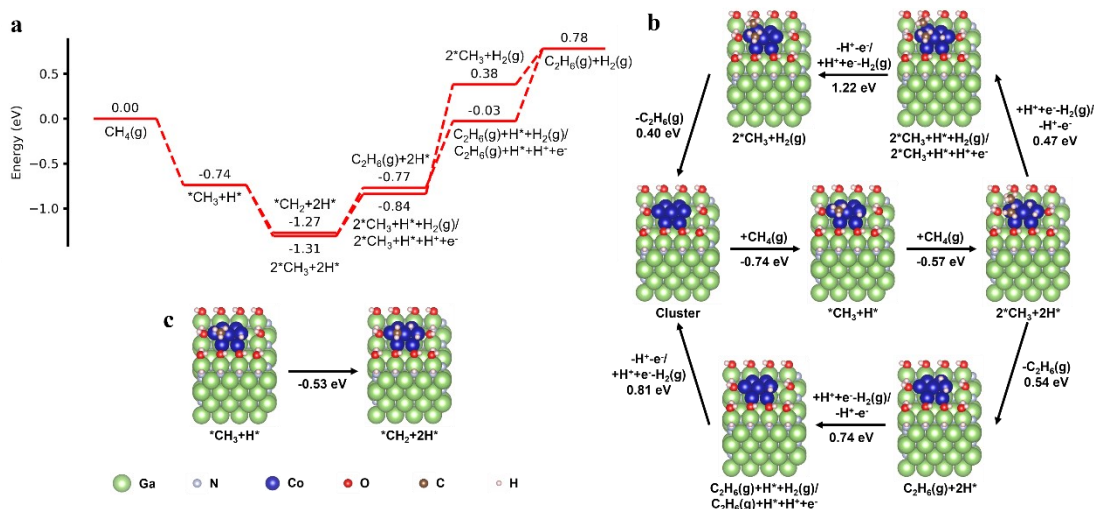 a
Energy (eV)
0.5
0.0
-0.5
-1.0
0.00
CH₄(g)
-0.74
*CH₃+H*
*CH₂+2H*
-1.27
-1.31
2*CH₃+2H*
C₂H₆(g)+2H*
-0.77
-0.84
2*CH₃+H*+H₂(g)/
2*CH₃+H*+H⁺+e⁻
2*CH₃+H₂(g)
0.38
-0.03
C₂H₆(g)+H*+H₂(g)/
C₂H₆(g)+H*+H⁺+e⁻
0.78
C₂H₆(g)+H₂(g)
b
-H⁺-e⁻/
+H⁺+e⁻-H₂(g)
1.22 eV
2*CH₃+H₂(g)
2*CH₃+H*+H₂(g)/
2*CH₃+H*+H⁺+e⁻
-C₂H₆(g)
0.40 eV
+H⁺+e⁻-H₂(g)/
-H⁺-e⁻
0.47 eV
+CH₄(g)
-0.74 eV
+CH₄(g)
-0.57 eV
Cluster
*CH₃+H*
2*CH₃+2H*
-H⁺-e⁻/
+H⁺+e⁻-H₂(g)
0.81 eV
+H⁺+e⁻-H₂(g)/
-H⁺-e⁻
0.74 eV
-C₂H₆(g)
0.54 eV
C₂H₆(g)+H*+H₂(g)/
C₂H₆(g)+H*+H⁺+e⁻
C₂H₆(g)+2H*
c
-0.53 eV
*CH₃+H*
*CH₂+2H*
Ga
N
Co
O
C
H